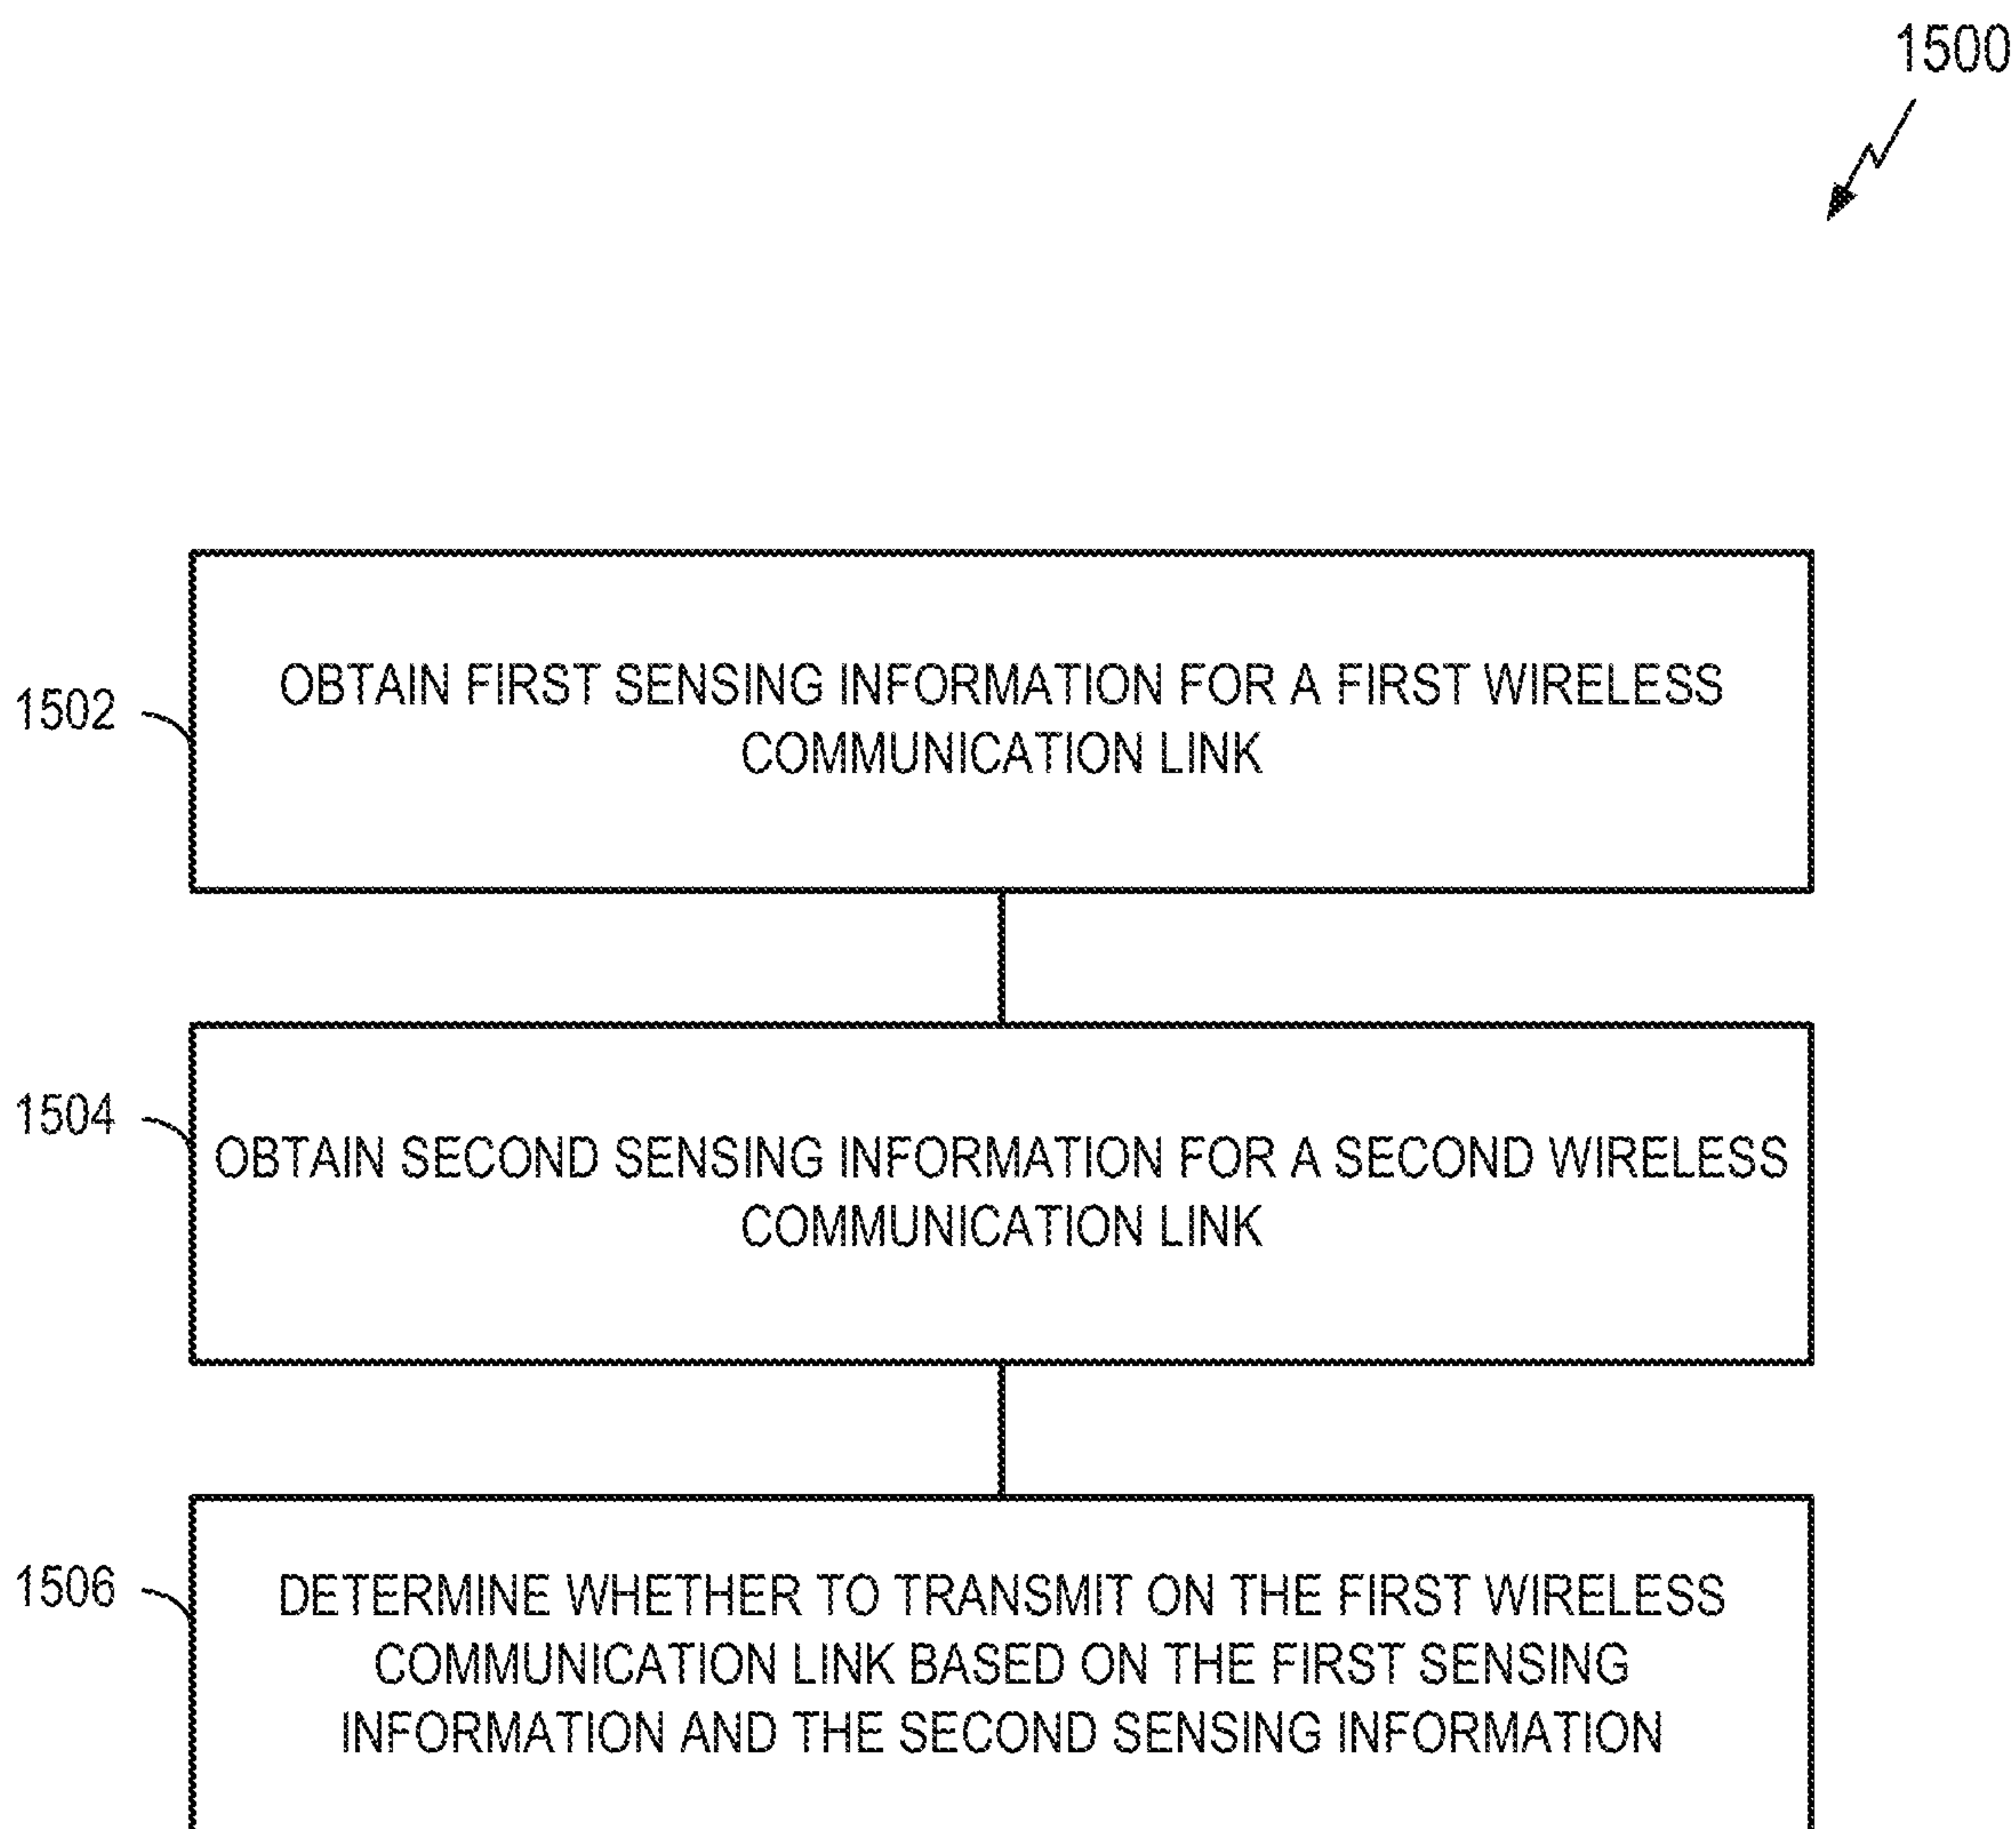 1500
1502
OBTAIN FIRST SENSING INFORMATION FOR A FIRST WIRELESS
COMMUNICATION LINK
1504
OBTAIN SECOND SENSING INFORMATION FOR A SECOND WIRELESS
COMMUNICATION LINK
1506
DETERMINE WHETHER TO TRANSMIT ON THE FIRST WIRELESS
COMMUNICATION LINK BASED ON THE FIRST SENSING
INFORMATION AND THE SECOND SENSING INFORMATION